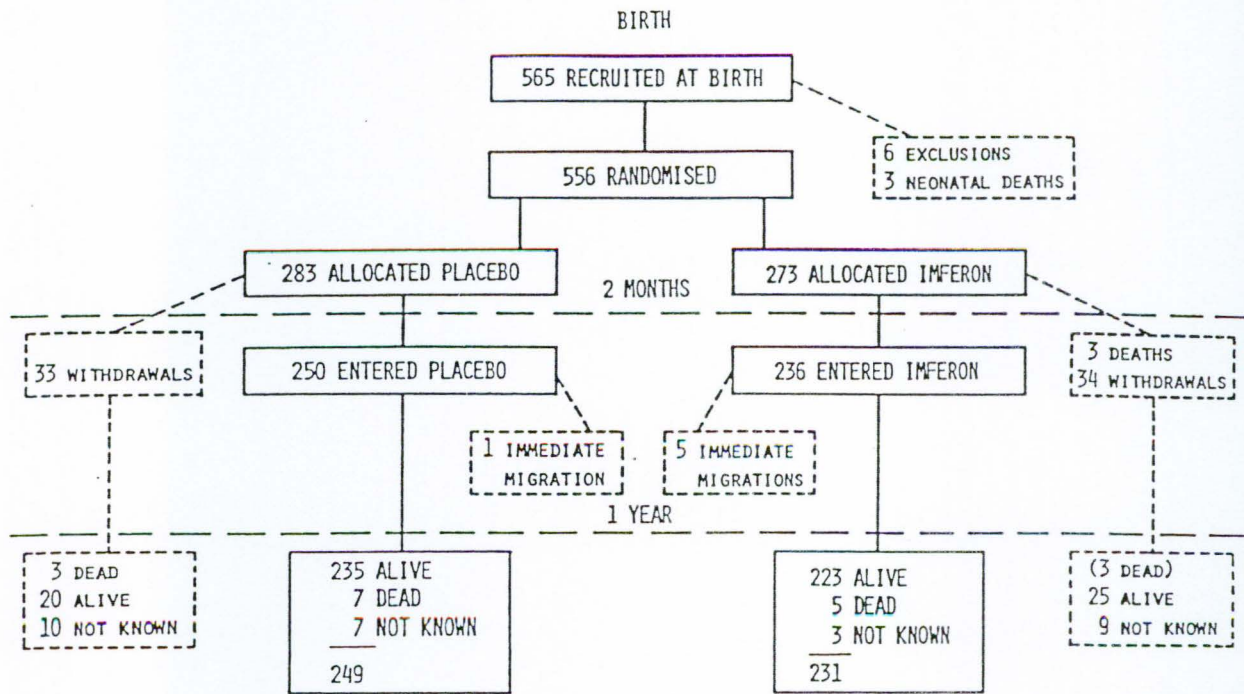 BIRTH
565 RECRUITED AT BIRTH
6 EXCLUSIONS
3 NEONATAL DEATHS
556 RANDOMISED
283 ALLOCATED PLACEBO
273 ALLOCATED IMFERON
2 MONTHS
33 WITHDRAWALS
250 ENTERED PLACEBO
236 ENTERED IMFERON
3 DEATHS
34 WITHDRAWALS
1 IMMEDIATE
MIGRATION
5 IMMEDIATE
MIGRATIONS
1 YEAR
3 DEAD
20 ALIVE
10 NOT KNOWN
235 ALIVE
7 DEAD
7 NOT KNOWN
249
223 ALIVE
5 DEAD
3 NOT KNOWN
231
(3 DEAD)
25 ALIVE
9 NOT KNOWN